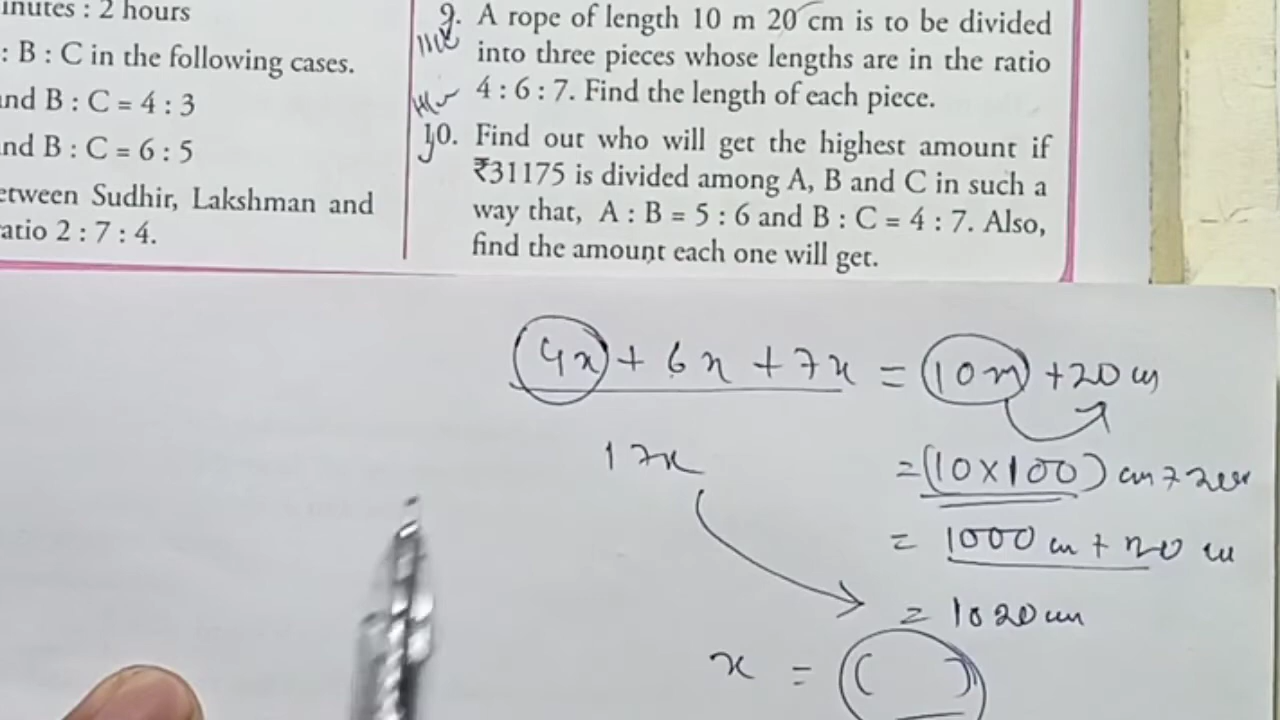 inutes : 2 hours
: B : C in the following cases.
nd B : C = 4 : 3
nd B : C = 6 : 5
etween Sudhir, Lakshman and
atio 2 : 7 : 4.
9. A rope of length 10 m 20 cm is to be divided
into three pieces whose lengths are in the ratio
4 : 6 : 7. Find the length of each piece.
10. Find out who will get the highest amount if
₹31175 is divided among A, B and C in such a
way that, A : B = 5 : 6 and B : C = 4 : 7. Also,
find the amount each one will get.
4x + 6x + 7x = 10m + 20 cm
17x
= (10 x 100) cm + 20cm
= 1000 cm + 20 cm
= 1020 cm
x = ( )